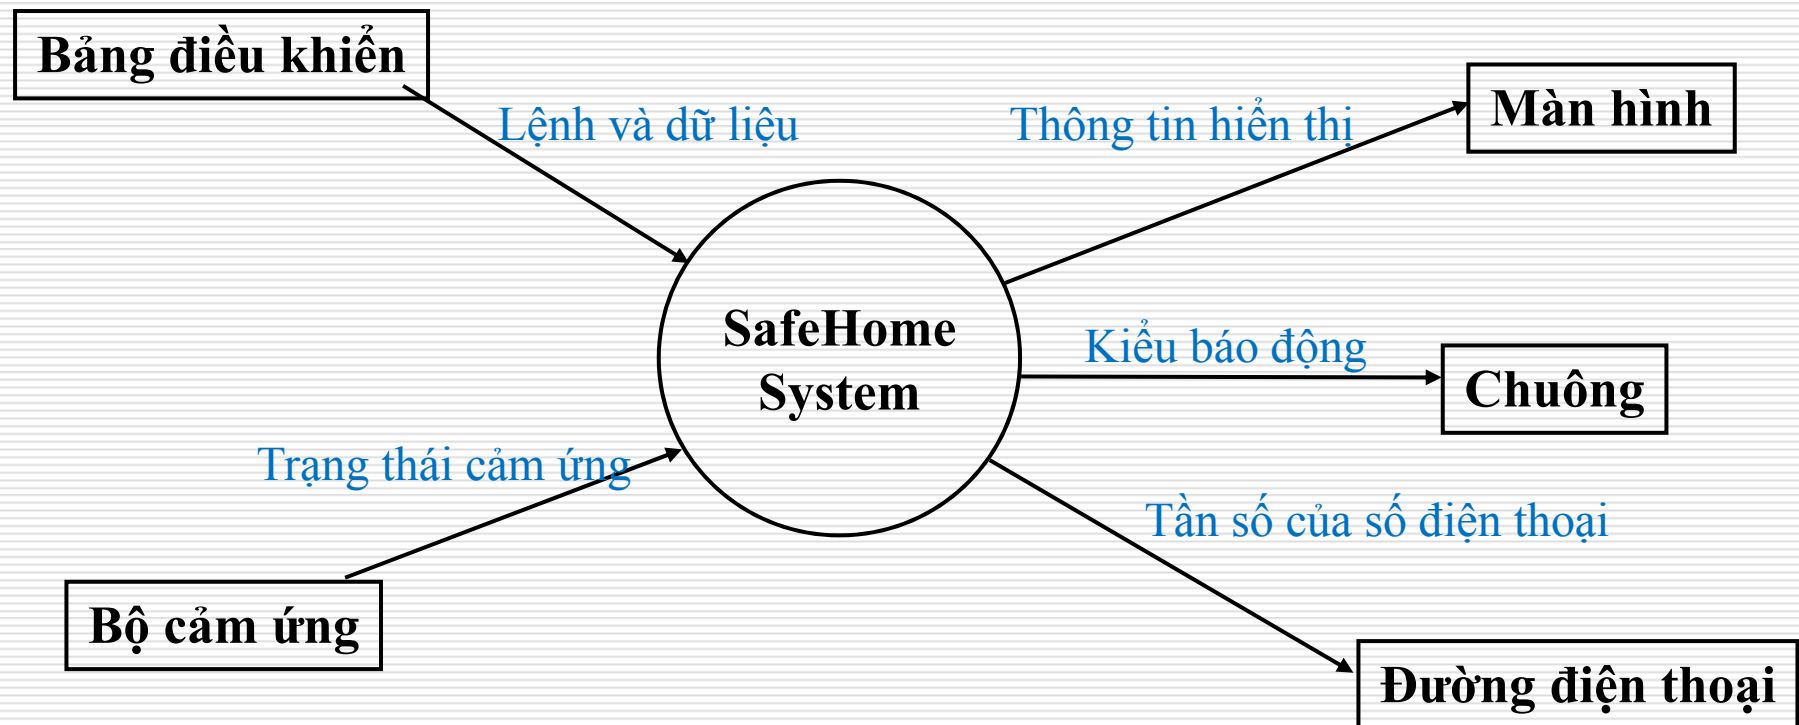 Bảng điều khiển
Màn hình
Lệnh và dữ liệu
Thông tin hiển thị
SafeHome
System
Kiểu báo động
Chuông
Trạng thái cảm ứng
Tần số của số điện thoại
Bộ cảm ứng
Đường điện thoại